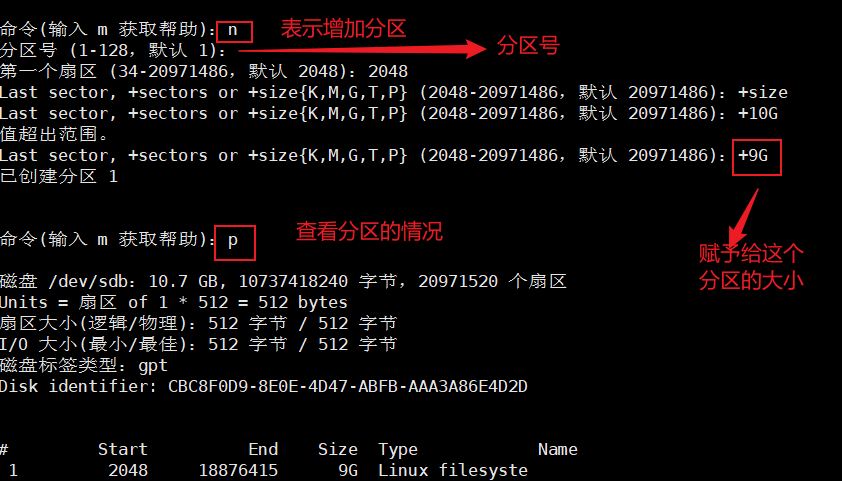 命令(输入 m 获取帮助)：n
表示增加分区
分区号 (1-128，默认 1)：
分区号
第一个扇区 (34-20971486，默认 2048)：2048
Last sector, +sectors or +size{K,M,G,T,P} (2048-20971486，默认 20971486)：+size
Last sector, +sectors or +size{K,M,G,T,P} (2048-20971486，默认 20971486)：+10G
值超出范围。
Last sector, +sectors or +size{K,M,G,T,P} (2048-20971486，默认 20971486)：+9G
已创建分区 1
命令(输入 m 获取帮助)：p
查看分区的情况
赋予给这个
分区的大小
磁盘 /dev/sdb：10.7 GB, 10737418240 字节，20971520 个扇区
Units = 扇区 of 1 * 512 = 512 bytes
扇区大小(逻辑/物理)：512 字节 / 512 字节
I/O 大小(最小/最佳)：512 字节 / 512 字节
磁盘标签类型：gpt
Disk identifier: CBC8F0D9-8E0E-4D47-ABFB-AAA3A86E4D2D
# Start End Size Type Name
1 2048 18876415 9G Linux filesyste